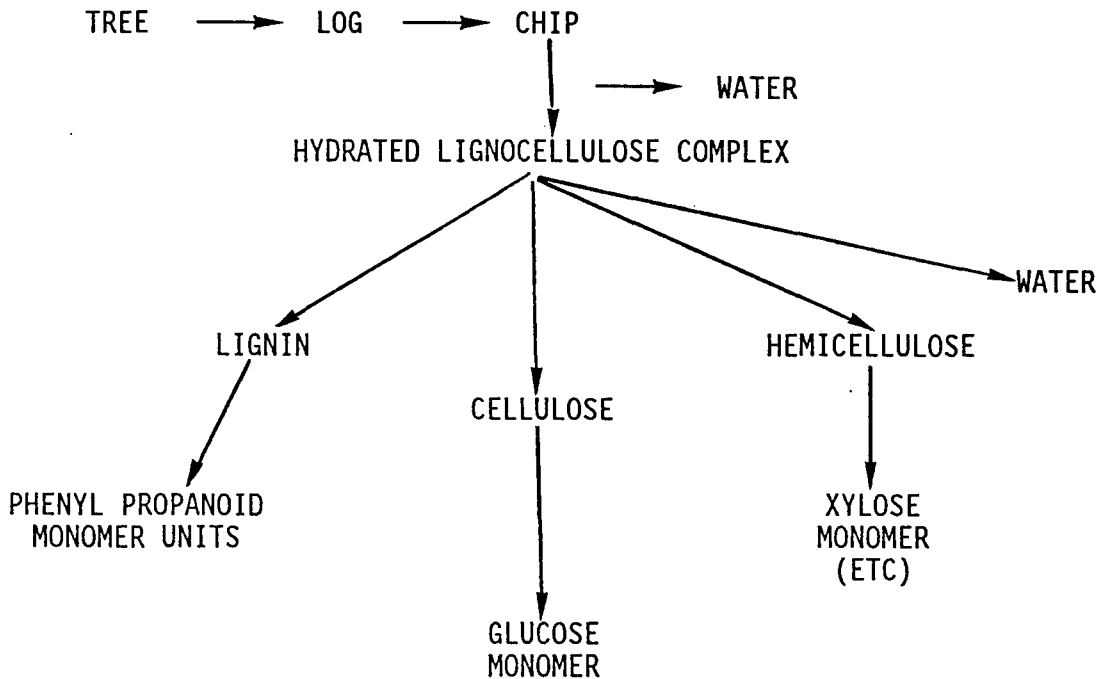 TREE LOG CHIP
WATER
HYDRATED LIGNOCELLULOSE COMPLEX
WATER
LIGNIN
HEMICELLULOSE
CELLULOSE
PHENYL PROPANOID
MONOMER UNITS
XYLOSE
MONOMER
(ETC)
GLUCOSE
MONOMER